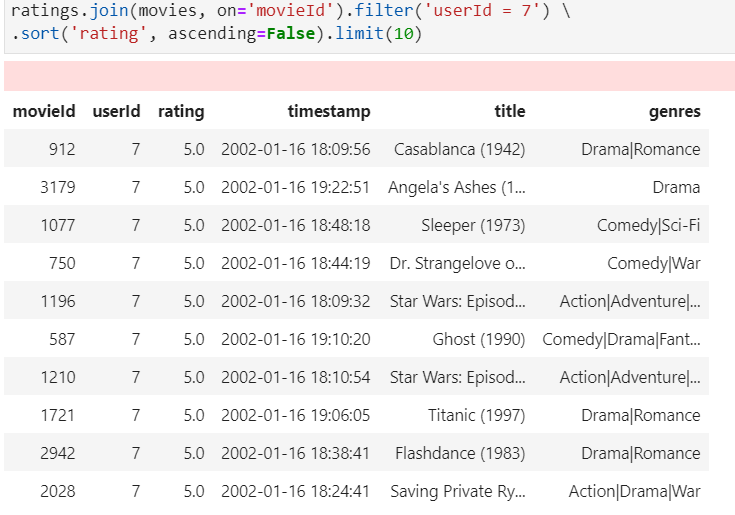 ratings.join(movies, on='movieId').filter('userId = 7') \
.sort('rating', ascending=False).limit(10)
movieId userId rating timestamp title genres
912 7 5.0 2002-01-16 18:09:56 Casablanca (1942) Drama|Romance
3179 7 5.0 2002-01-16 19:22:51 Angela's Ashes (1... Drama
1077 7 5.0 2002-01-16 18:48:18 Sleeper (1973) Comedy|Sci-Fi
750 7 5.0 2002-01-16 18:44:19 Dr. Strangelove o... Comedy|War
1196 7 5.0 2002-01-16 18:09:32 Star Wars: Episod... Action|Adventure|...
587 7 5.0 2002-01-16 19:10:20 Ghost (1990) Comedy|Drama|Fant...
1210 7 5.0 2002-01-16 18:10:54 Star Wars: Episod... Action|Adventure|...
1721 7 5.0 2002-01-16 19:06:05 Titanic (1997) Drama|Romance
2942 7 5.0 2002-01-16 18:38:41 Flashdance (1983) Drama|Romance
2028 7 5.0 2002-01-16 18:24:41 Saving Private Ry... Action|Drama|War